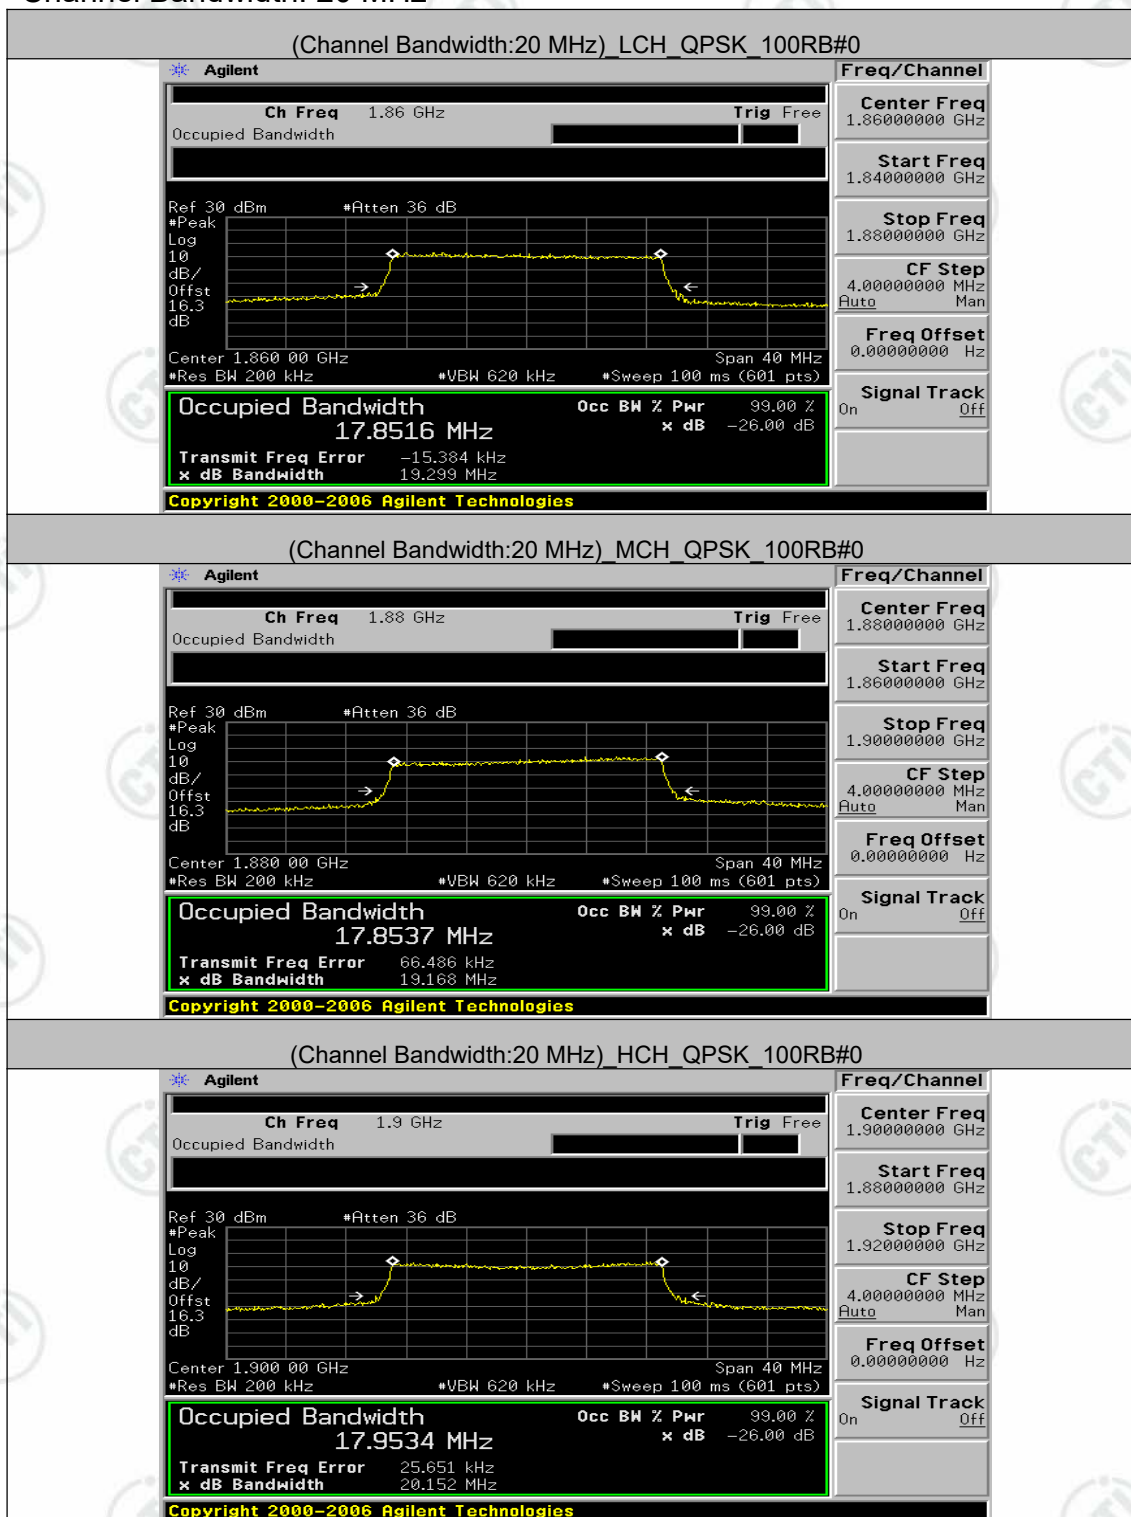 Channel Bandwidth: 20 MHz
(Channel Bandwidth:20 MHz)_LCH_QPSK_100RB#0
Agilent
Freq/Channel
Ch Freq 1.86 GHz Trig Free
Occupied Bandwidth
Center Freq
1.86000000 GHz
Start Freq
1.84000000 GHz
Stop Freq
1.88000000 GHz
CF Step
4.00000000 MHz
Auto Man
Freq Offset
0.00000000 Hz
Signal Track
On Off
Ref 30 dBm #Atten 36 dB
#Peak
Log
10
dB/
Offst
16.3
dB
Center 1.860 00 GHz Span 40 MHz
#Res BW 200 kHz #VBW 620 kHz #Sweep 100 ms (601 pts)
Occupied Bandwidth Occ BW % Pwr 99.00 %
17.8516 MHz x dB -26.00 dB
Transmit Freq Error -15.384 kHz
x dB Bandwidth 19.299 MHz
Copyright 2000-2006 Agilent Technologies
(Channel Bandwidth:20 MHz)_MCH_QPSK_100RB#0
Agilent
Freq/Channel
Ch Freq 1.88 GHz Trig Free
Occupied Bandwidth
Center Freq
1.88000000 GHz
Start Freq
1.86000000 GHz
Stop Freq
1.90000000 GHz
CF Step
4.00000000 MHz
Auto Man
Freq Offset
0.00000000 Hz
Signal Track
On Off
Ref 30 dBm #Atten 36 dB
#Peak
Log
10
dB/
Offst
16.3
dB
Center 1.880 00 GHz Span 40 MHz
#Res BW 200 kHz #VBW 620 kHz #Sweep 100 ms (601 pts)
Occupied Bandwidth Occ BW % Pwr 99.00 %
17.8537 MHz x dB -26.00 dB
Transmit Freq Error 66.486 kHz
x dB Bandwidth 19.168 MHz
Copyright 2000-2006 Agilent Technologies
(Channel Bandwidth:20 MHz)_HCH_QPSK_100RB#0
Agilent
Freq/Channel
Ch Freq 1.9 GHz Trig Free
Occupied Bandwidth
Center Freq
1.90000000 GHz
Start Freq
1.88000000 GHz
Stop Freq
1.92000000 GHz
CF Step
4.00000000 MHz
Auto Man
Freq Offset
0.00000000 Hz
Signal Track
On Off
Ref 30 dBm #Atten 36 dB
#Peak
Log
10
dB/
Offst
16.3
dB
Center 1.900 00 GHz Span 40 MHz
#Res BW 200 kHz #VBW 620 kHz #Sweep 100 ms (601 pts)
Occupied Bandwidth Occ BW % Pwr 99.00 %
17.9534 MHz x dB -26.00 dB
Transmit Freq Error 25.651 kHz
x dB Bandwidth 20.152 MHz
Copyright 2000-2006 Agilent Technologies
CTI
CTI
CTI
CTI
CTI
CTI